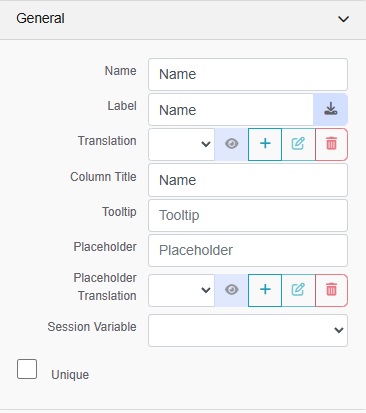 General
Name Name
Label Name
Translation
Column Title Name
Tooltip Tooltip
Placeholder Placeholder
Placeholder
Translation
Session Variable
Unique